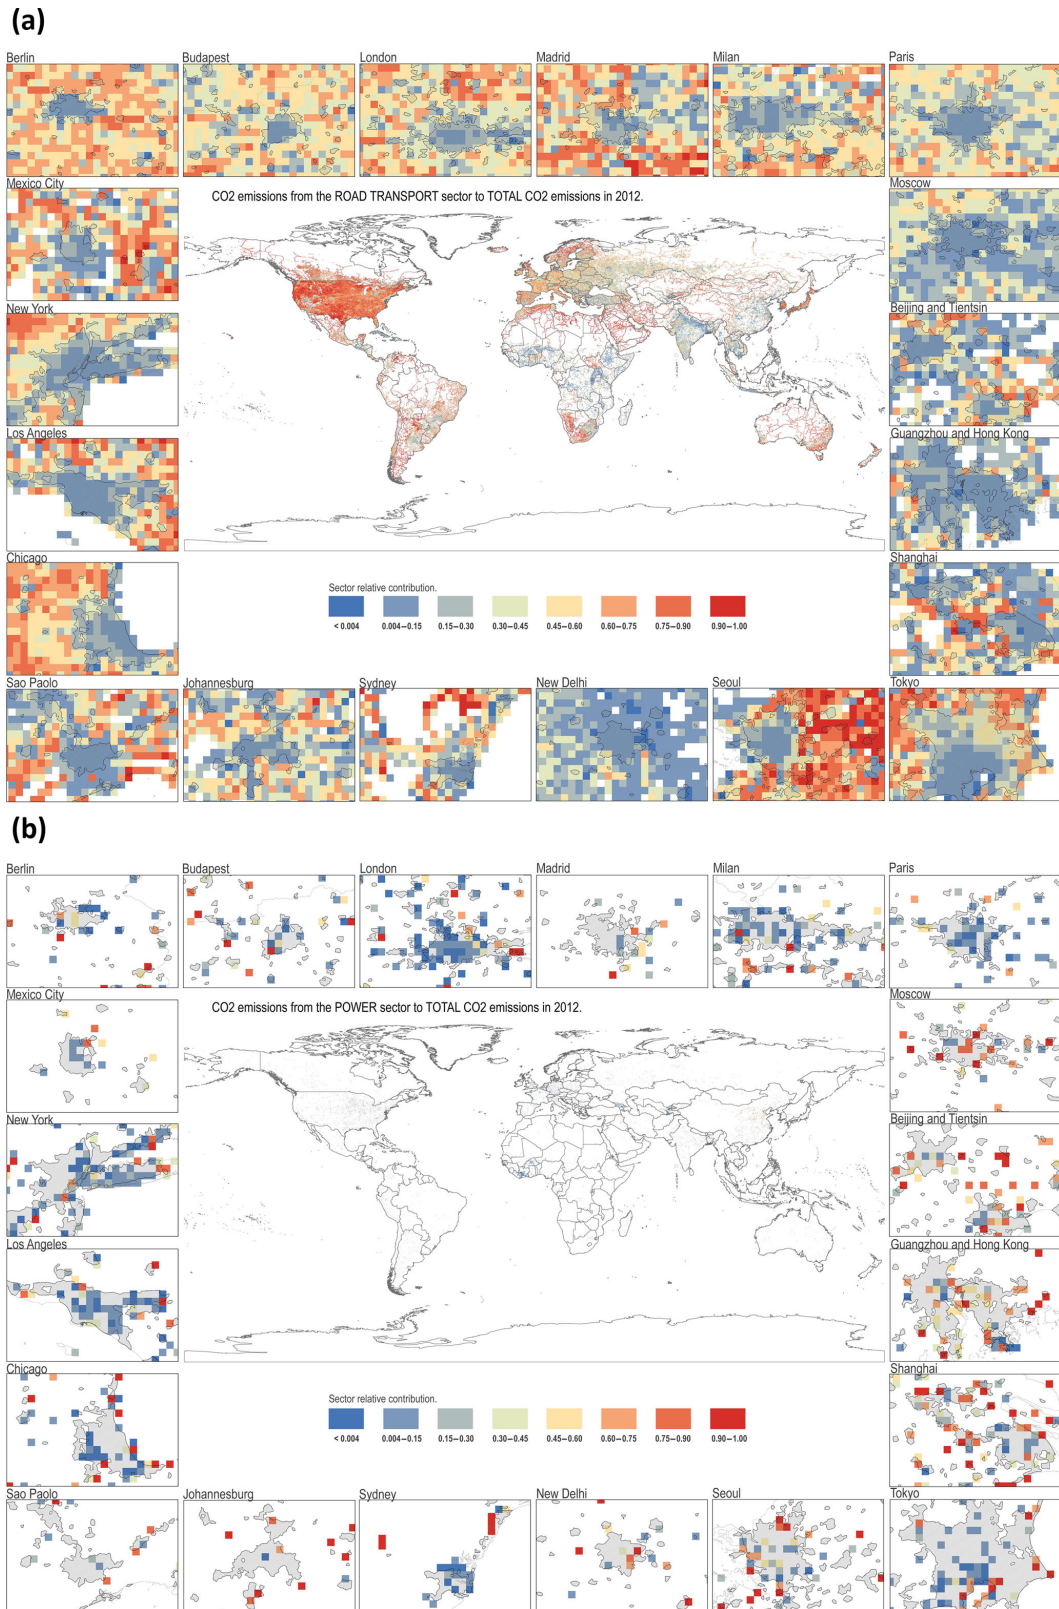 (a)
Berlin
Budapest
London
Madrid
Milan
Paris
Mexico City
CO2 emissions from the ROAD TRANSPORT sector to TOTAL CO2 emissions in 2012.
Moscow
New York
Beijing and Tientsin
Los Angeles
Guangzhou and Hong Kong
Chicago
Shanghai
Sector relative contribution.
< 0.004
0.004–0.15
0.15–0.30
0.30–0.45
0.45–0.60
0.60–0.75
0.75–0.90
0.90–1.00
Sao Paolo
Johannesburg
Sydney
New Delhi
Seoul
Tokyo
(b)
Berlin
Budapest
London
Madrid
Milan
Paris
Mexico City
CO2 emissions from the POWER sector to TOTAL CO2 emissions in 2012.
Moscow
New York
Beijing and Tientsin
Los Angeles
Guangzhou and Hong Kong
Chicago
Shanghai
Sector relative contribution.
< 0.004
0.004–0.15
0.15–0.30
0.30–0.45
0.45–0.60
0.60–0.75
0.75–0.90
0.90–1.00
Sao Paolo
Johannesburg
Sydney
New Delhi
Seoul
Tokyo